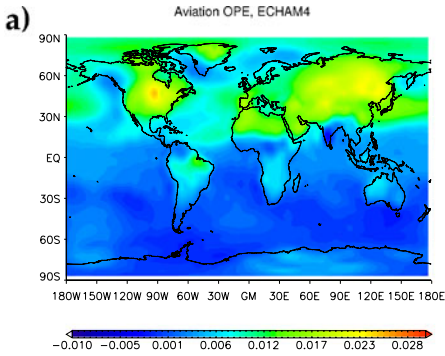 Aviation OPE, ECHAM4
a)
90N
60N
30N
EQ
30S
60S
90S
180W 150W 120W 90W 60W 30W GM 30E 60E 90E 120E 150E 180E
-0.010 -0.005 0.001 0.006 0.012 0.017 0.023 0.028